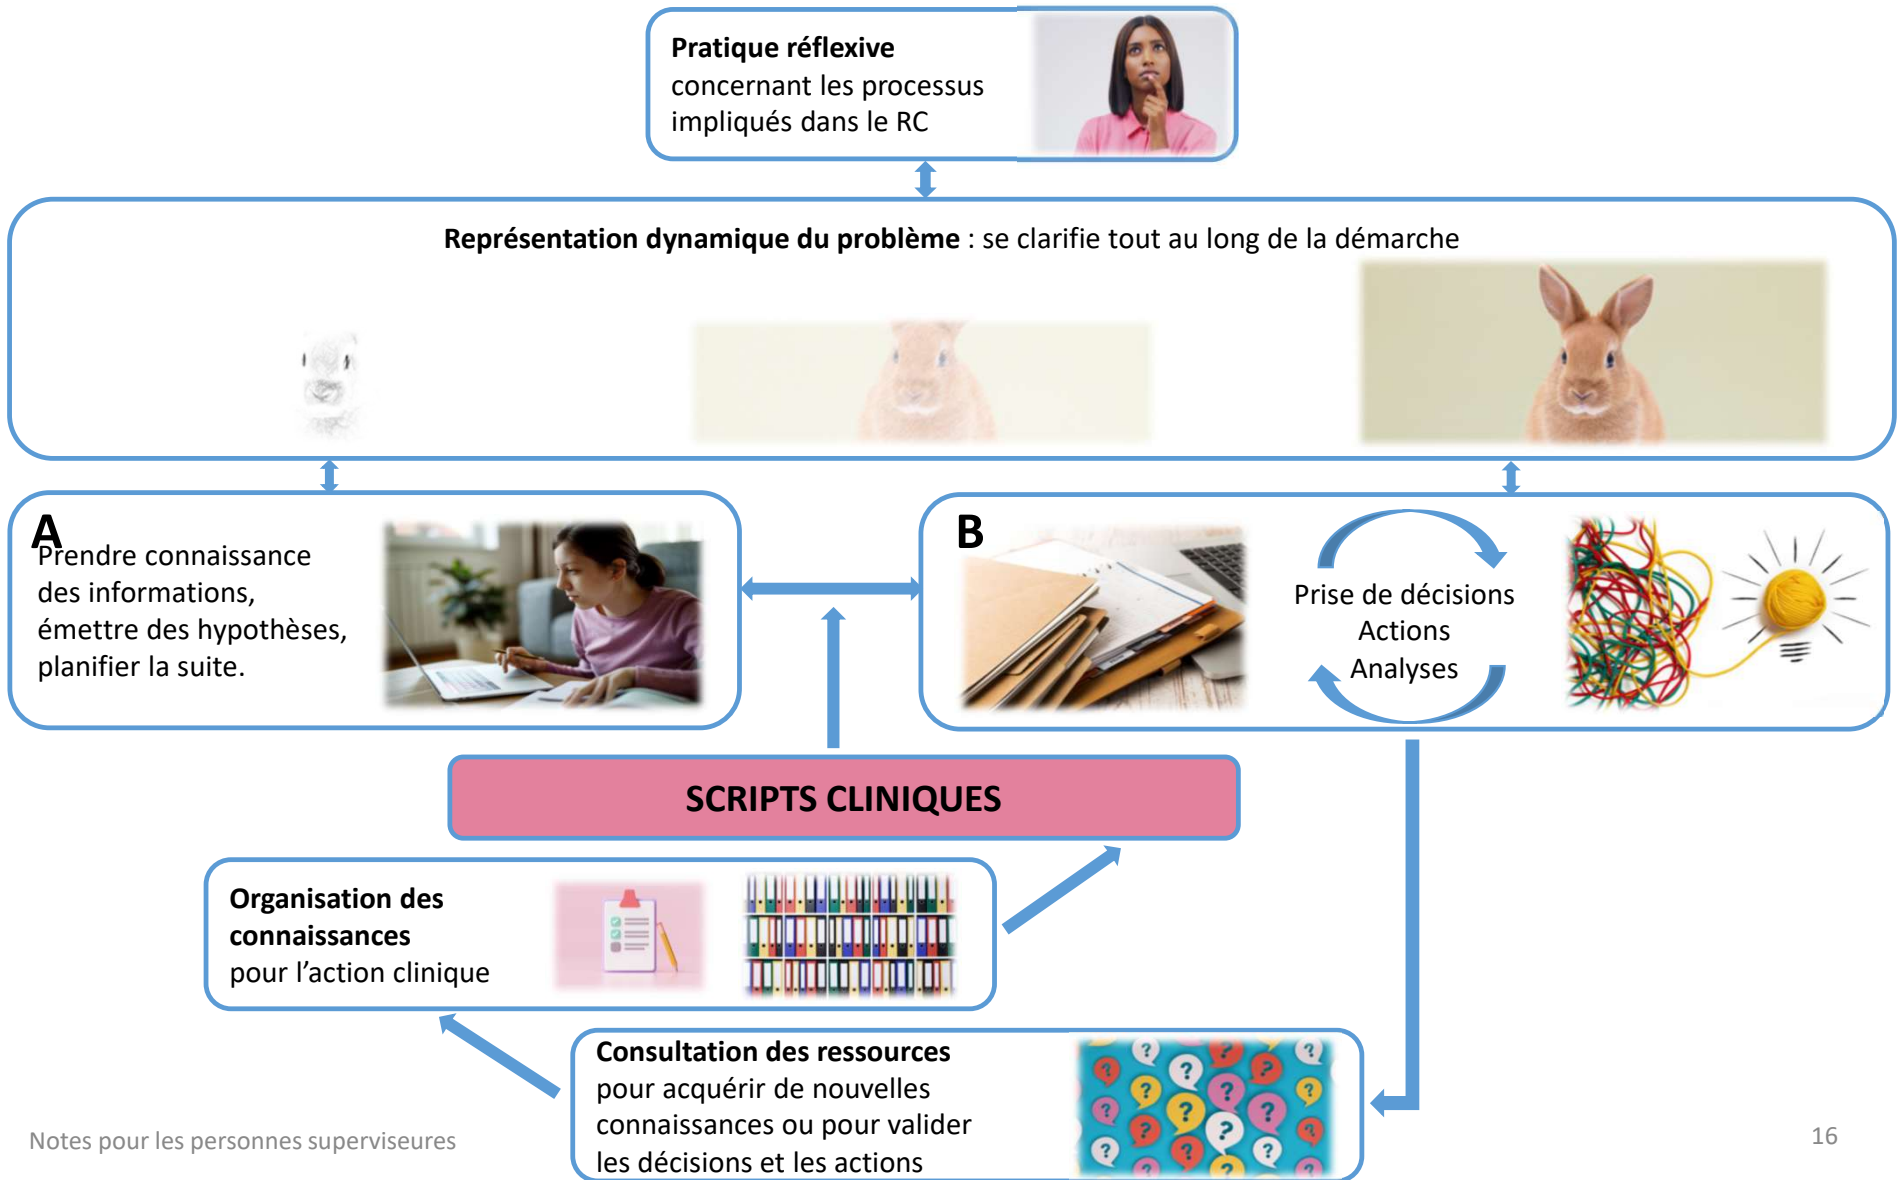 Pratique réflexive
concernant les processus
impliqués dans le RC
Représentation dynamique du problème : se clarifie tout au long de la démarche
A
Prendre connaissance
des informations,
émettre des hypothèses,
planifier la suite.
B
Prise de décisions
Actions
Analyses
SCRIPTS CLINIQUES
Organisation des
connaissances
pour l’action clinique
Consultation des ressources
pour acquérir de nouvelles
connaissances ou pour valider
les décisions et les actions
Notes pour les personnes superviseures
16